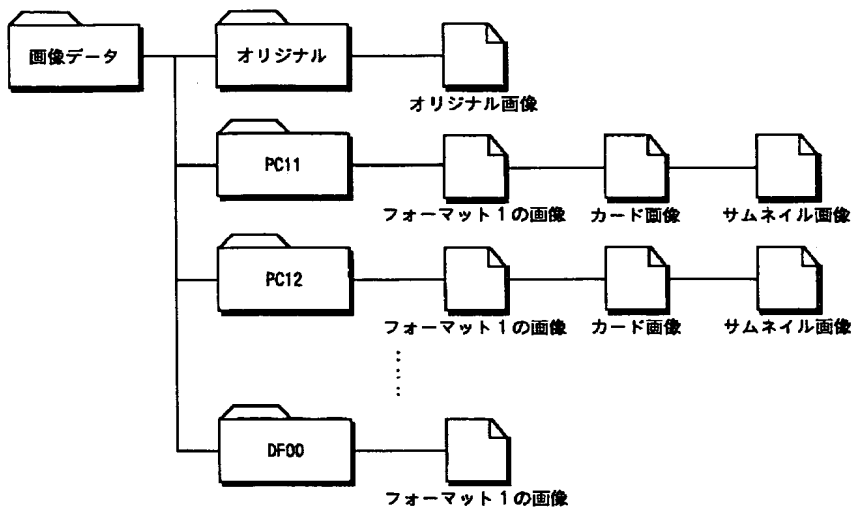 画像データ
オリジナル
オリジナル画像
PC11
フォーマット1の画像
カード画像
サムネイル画像
PC12
フォーマット1の画像
カード画像
サムネイル画像
DF00
フォーマット1の画像